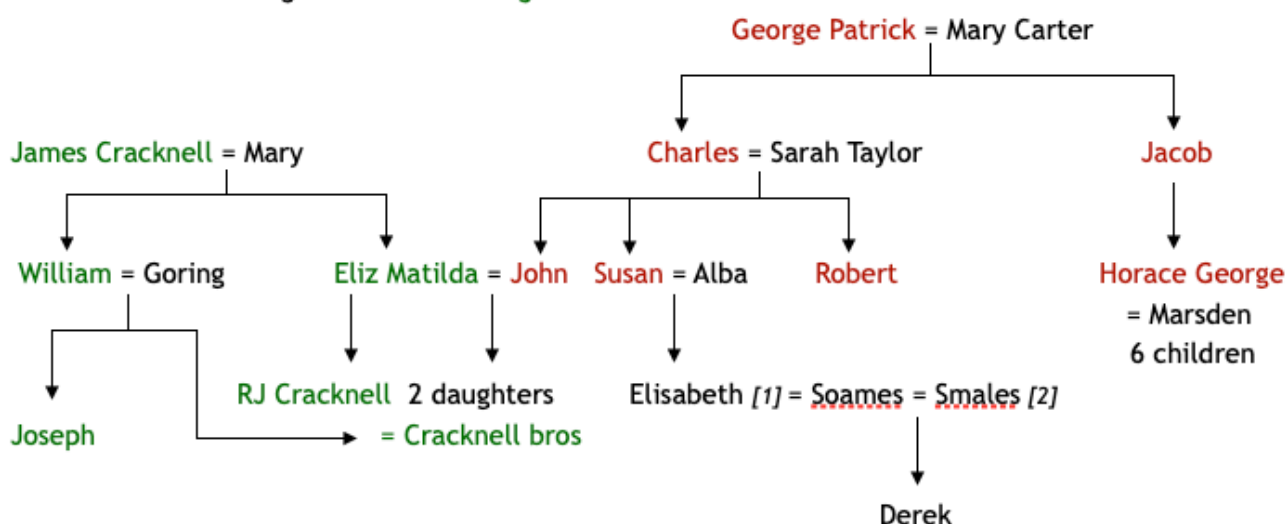 George Patrick = Mary Carter
James Cracknell = Mary
Charles = Sarah Taylor
Jacob
William = Goring
Eliz Matilda = John
Susan = Alba
Robert
Horace George
= Marsden
6 children
RJ Cracknell 2 daughters
Elisabeth [1] = Soames = Smales [2]
Joseph
= Cracknell bros
Derek